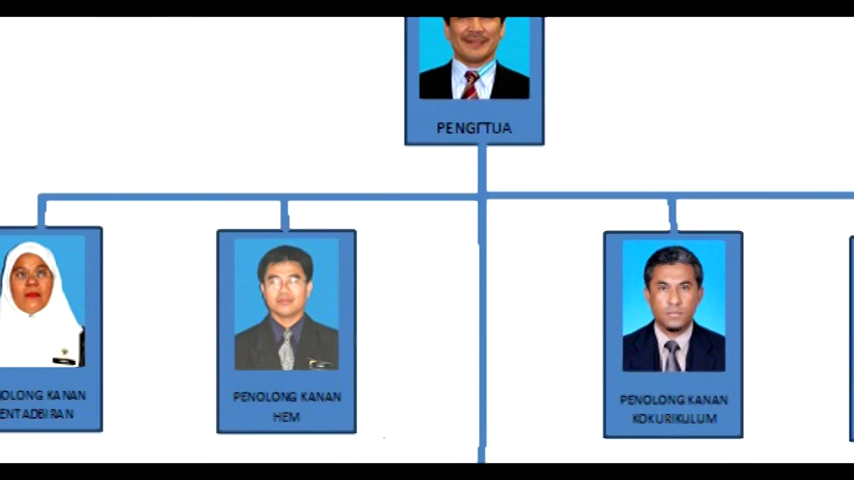 PENGETUA
OLONG KANAN
ENTADBIRAN
PENOLONG KANAN
HEM
PENOLONG KANAN
KOKURIKULUM